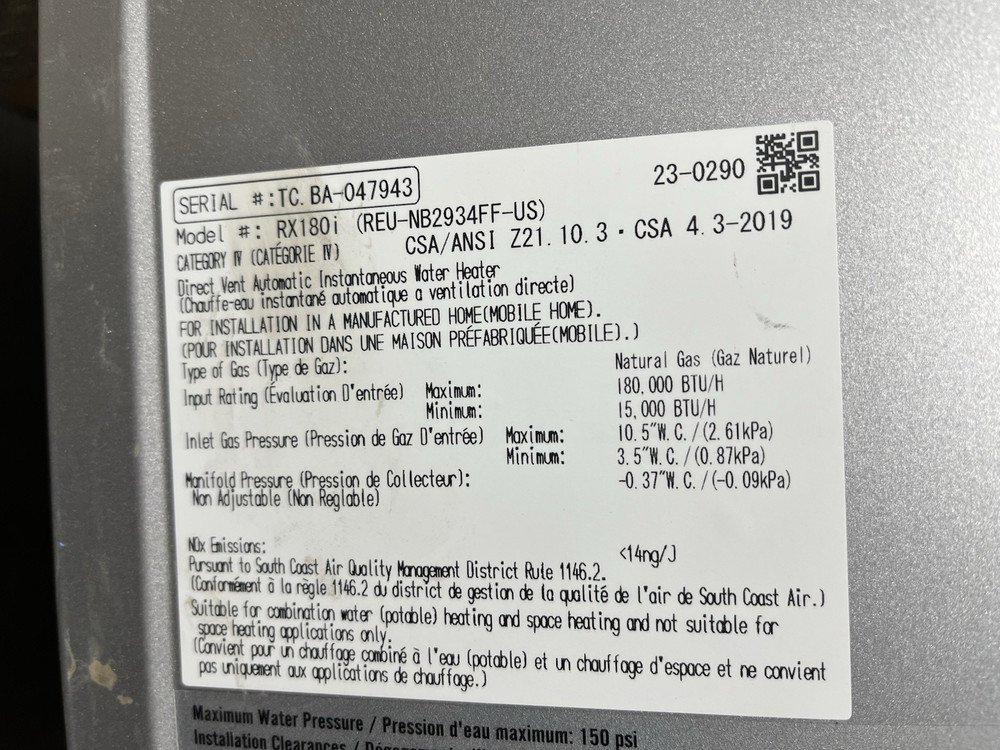 SERIAL #:TC.BA-047943
23-0290
Model #: RX180i (REU-NB2934FF-US)
CATEGORY Ⅳ (CATÉGORIE Ⅳ)
CSA/ANSI Z21.10.3・CSA 4.3-2019
Direct Vent Automatic Instantaneous Water Heater
(Chauffe-eau instantané automatique a ventilation directe)
FOR INSTALLATION IN A MANUFACTURED HOME(MOBILE HOME).
(POUR INSTALLATION DANS UNE MAISON PRÉFABRIQUÉE(MOBILE).)
Type of Gas (Type de Gaz): Natural Gas (Gaz Naturel)
Input Rating (Évaluation D'entrée) Maximum: 180,000 BTU/H
Minimum: 15,000 BTU/H
Inlet Gas Pressure (Pression de Gaz D'entrée) Maximum: 10.5"W.C./(2.61kPa)
Minimum: 3.5"W.C./(0.87kPa)
Manifold Pressure (Pression de Collecteur): -0.37"W.C./(-0.09kPa)
Non Adjustable (Non Reglable)
NOx Emissions: <14ng/J
Pursuant to South Coast Air Quality Management District Rule 1146.2.
(Conformément à la règle 1146.2 du district de gestion de la qualité de l'air de South Coast Air.)
Suitable for combination water (potable) heating and space heating and not suitable for
space heating applications only.
(Convient pour un chauffage combiné à l'eau (potable) et un chauffage d'espace et ne convient
pas uniquement aux applications de chauffage.)
Maximum Water Pressure / Pression d'eau maximum: 150 psi
Installation Clearances /